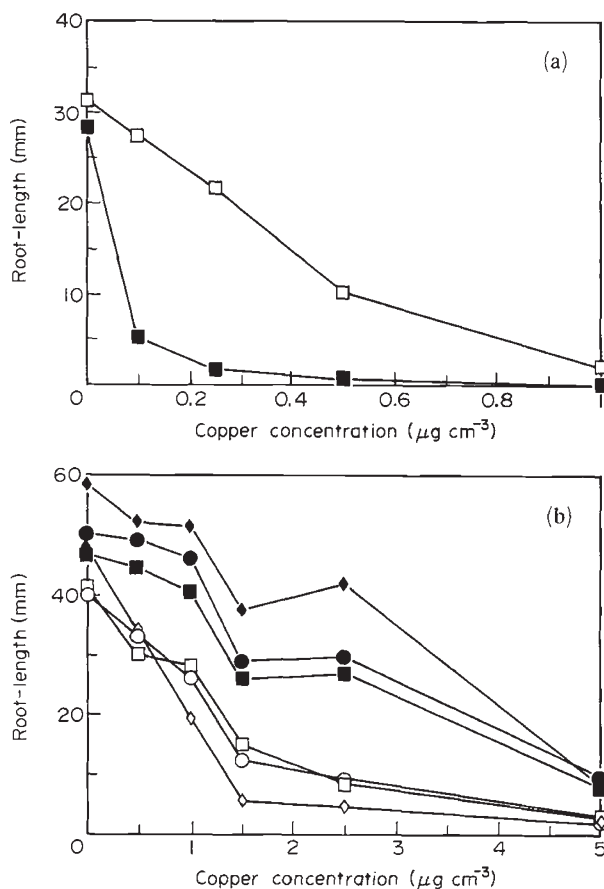 40
(a)
30
20
10
0
Root-length (mm)
0 0.2 0.4 0.6 0.8 1
Copper concentration (μg cm⁻³)
60
(b)
40
20
0
Root-length (mm)
0 1 2 3 4 5
Copper concentration (μg cm⁻³)